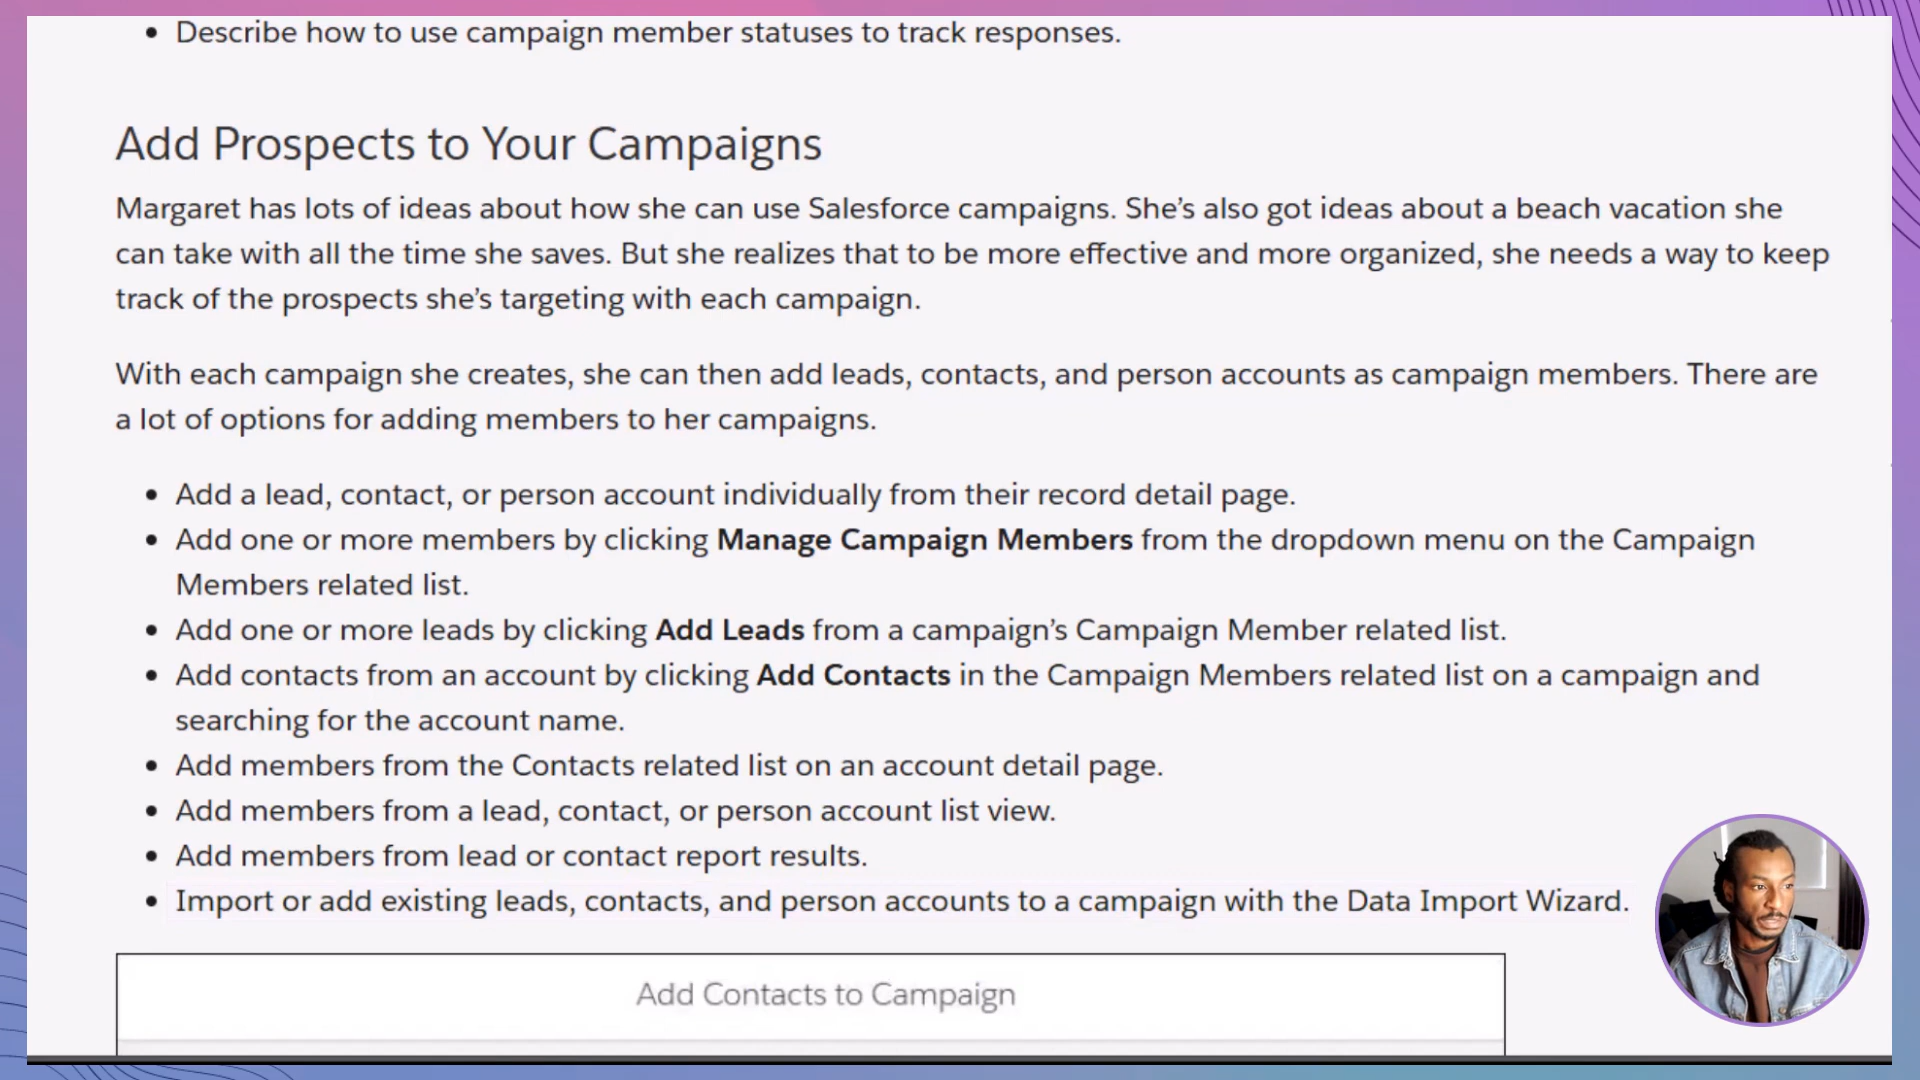 Describe how to use campaign member statuses to track responses.
Add Prospects to Your Campaigns
Margaret has lots of ideas about how she can use Salesforce campaigns. She’s also got ideas about a beach vacation she
can take with all the time she saves. But she realizes that to be more effective and more organized, she needs a way to keep
track of the prospects she’s targeting with each campaign.
With each campaign she creates, she can then add leads, contacts, and person accounts as campaign members. There are
a lot of options for adding members to her campaigns.
Add a lead, contact, or person account individually from their record detail page.
Add one or more members by clicking Manage Campaign Members from the dropdown menu on the Campaign
Members related list.
Add one or more leads by clicking Add Leads from a campaign’s Campaign Member related list.
Add contacts from an account by clicking Add Contacts in the Campaign Members related list on a campaign and
searching for the account name.
Add members from the Contacts related list on an account detail page.
Add members from a lead, contact, or person account list view.
Add members from lead or contact report results.
Import or add existing leads, contacts, and person accounts to a campaign with the Data Import Wizard.
Add Contacts to Campaign